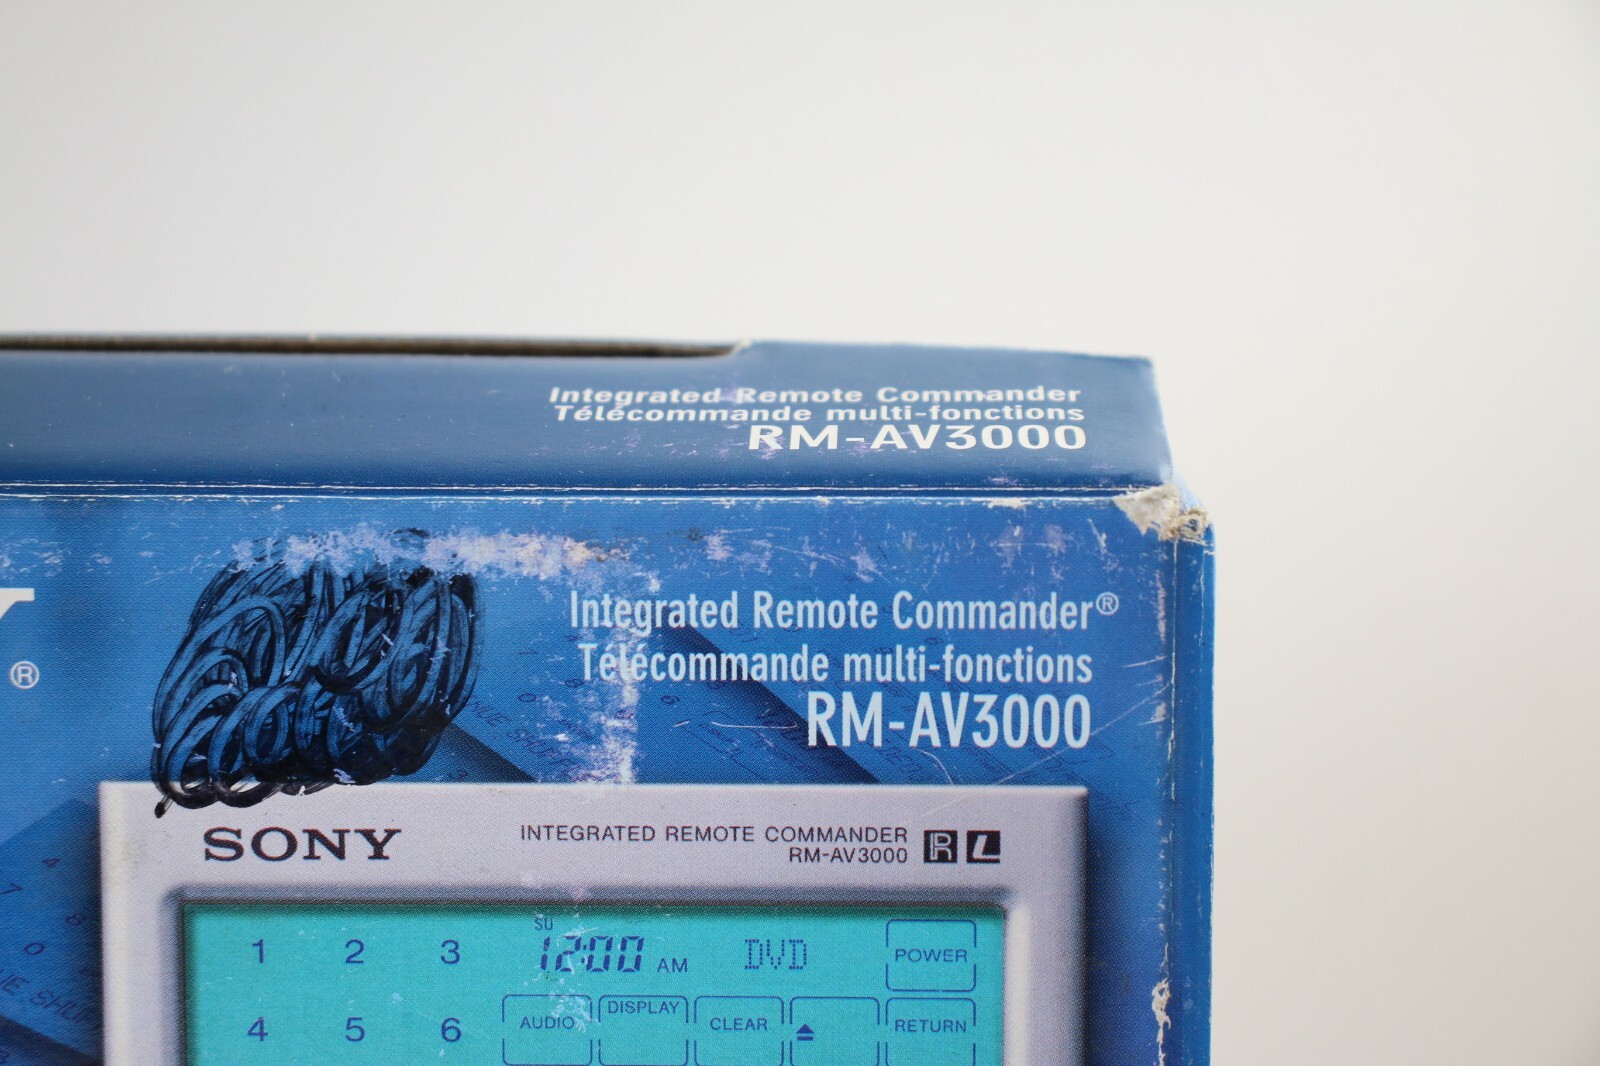 Integrated Remote Commander
Télécommande multi-fonctions
RM-AV3000
®
Integrated Remote Commander®
Télécommande multi-fonctions
RM-AV3000
SONY
INTEGRATED REMOTE COMMANDER
RM-AV3000
R L
SU
1 2 3 12:00 AM DVD POWER
4 5 6 AUDIO DISPLAY CLEAR RETURN